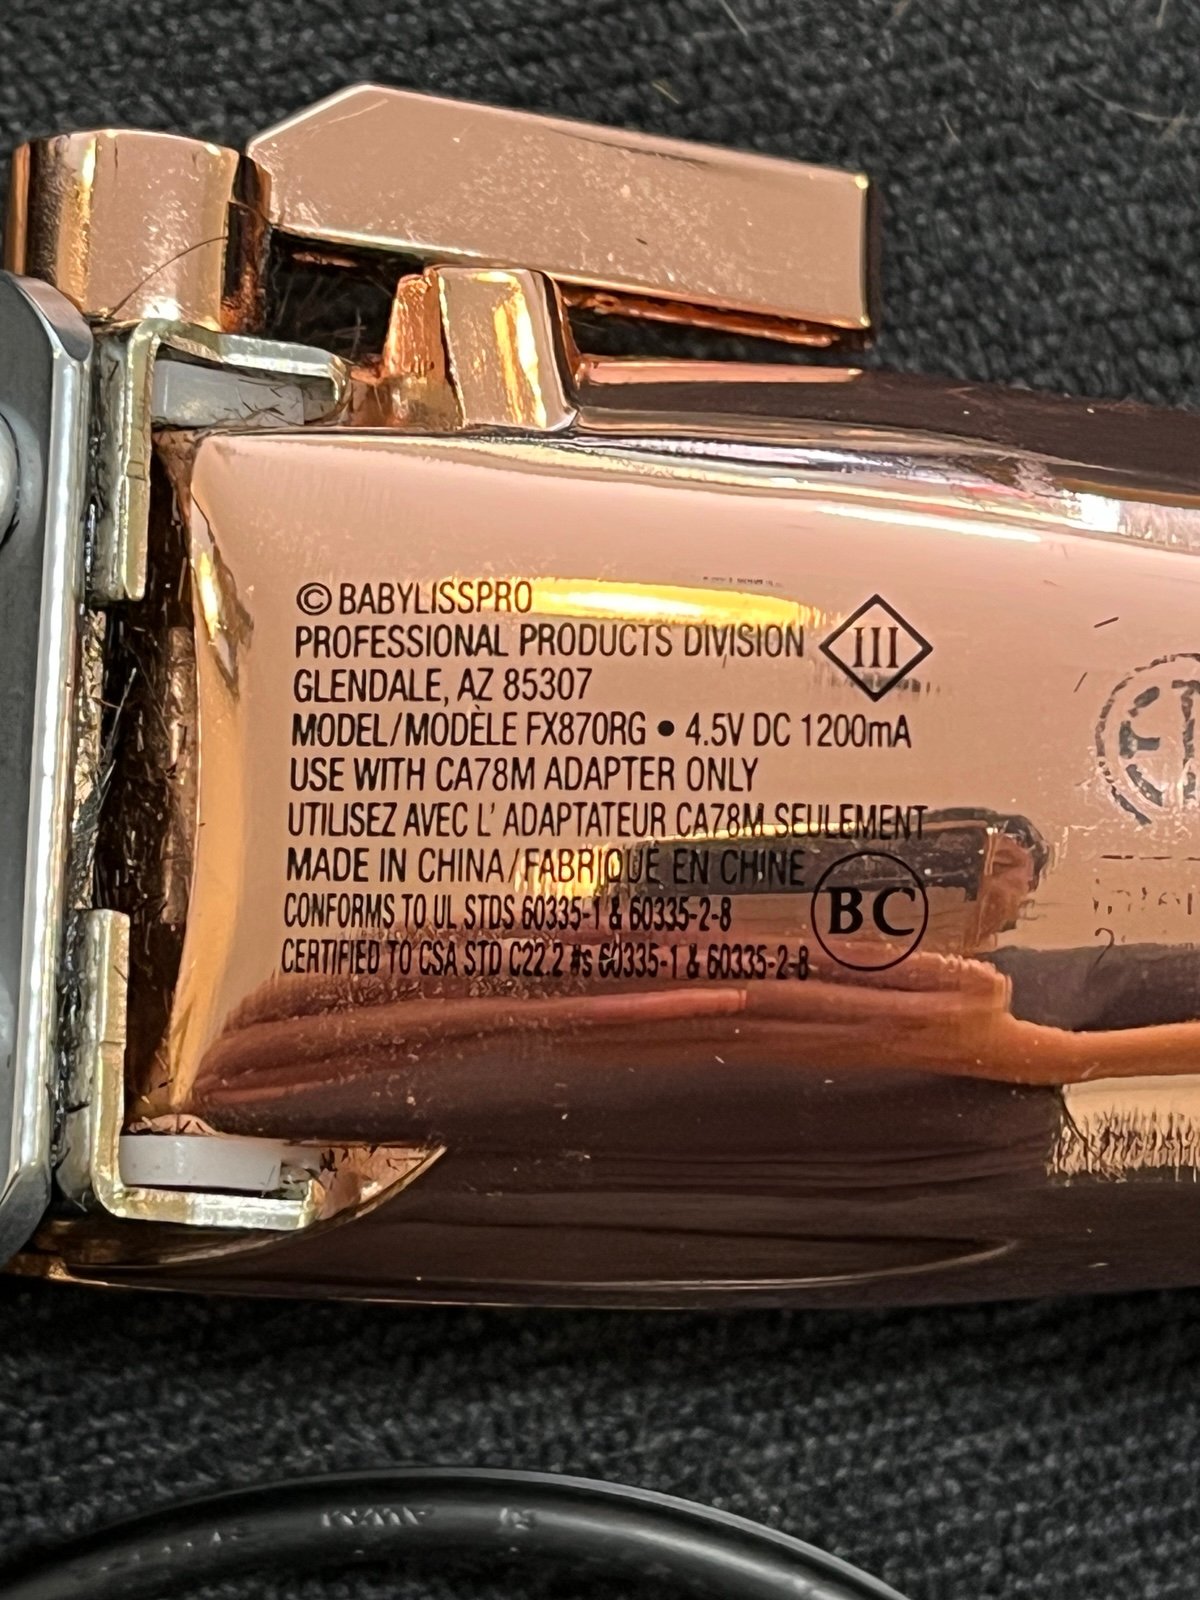 © BABYLISSPRO
PROFESSIONAL PRODUCTS DIVISION
III
GLENDALE, AZ 85307
MODEL/MODÈLE FX870RG • 4.5V DC 1200mA
USE WITH CA78M ADAPTER ONLY
UTILISEZ AVEC L' ADAPTATEUR CA78M SEULEMENT
MADE IN CHINA/FABRIQUÉ EN CHINE
CONFORMS TO UL STDS 60335-1 & 60335-2-8
BC
CERTIFIED TO CSA STD C22.2 #s 60335-1 & 60335-2-8